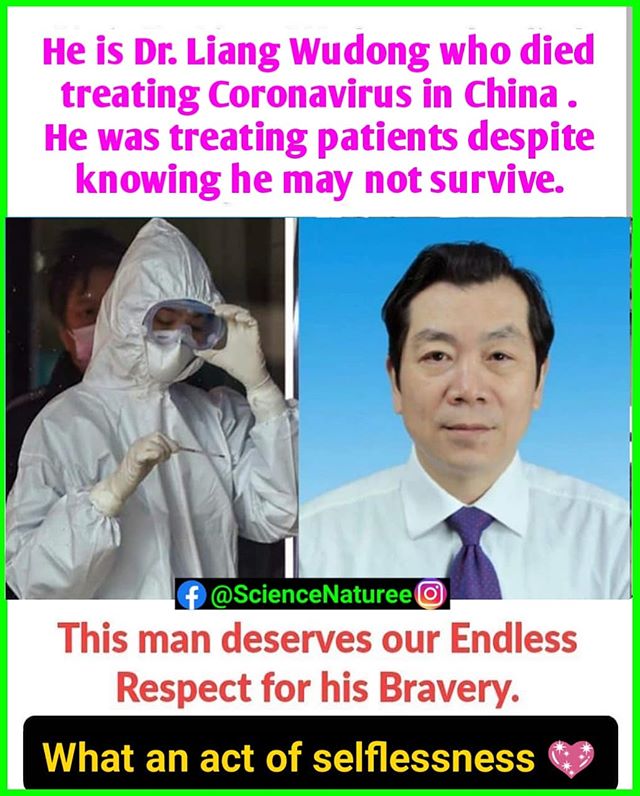 He is Dr. Liang Wudong who died
treating Coronavirus in China .
He was treating patients despite
knowing he may not survive.
@ScienceNaturee
This man deserves our Endless
Respect for his Bravery.
What an act of selflessness 💖